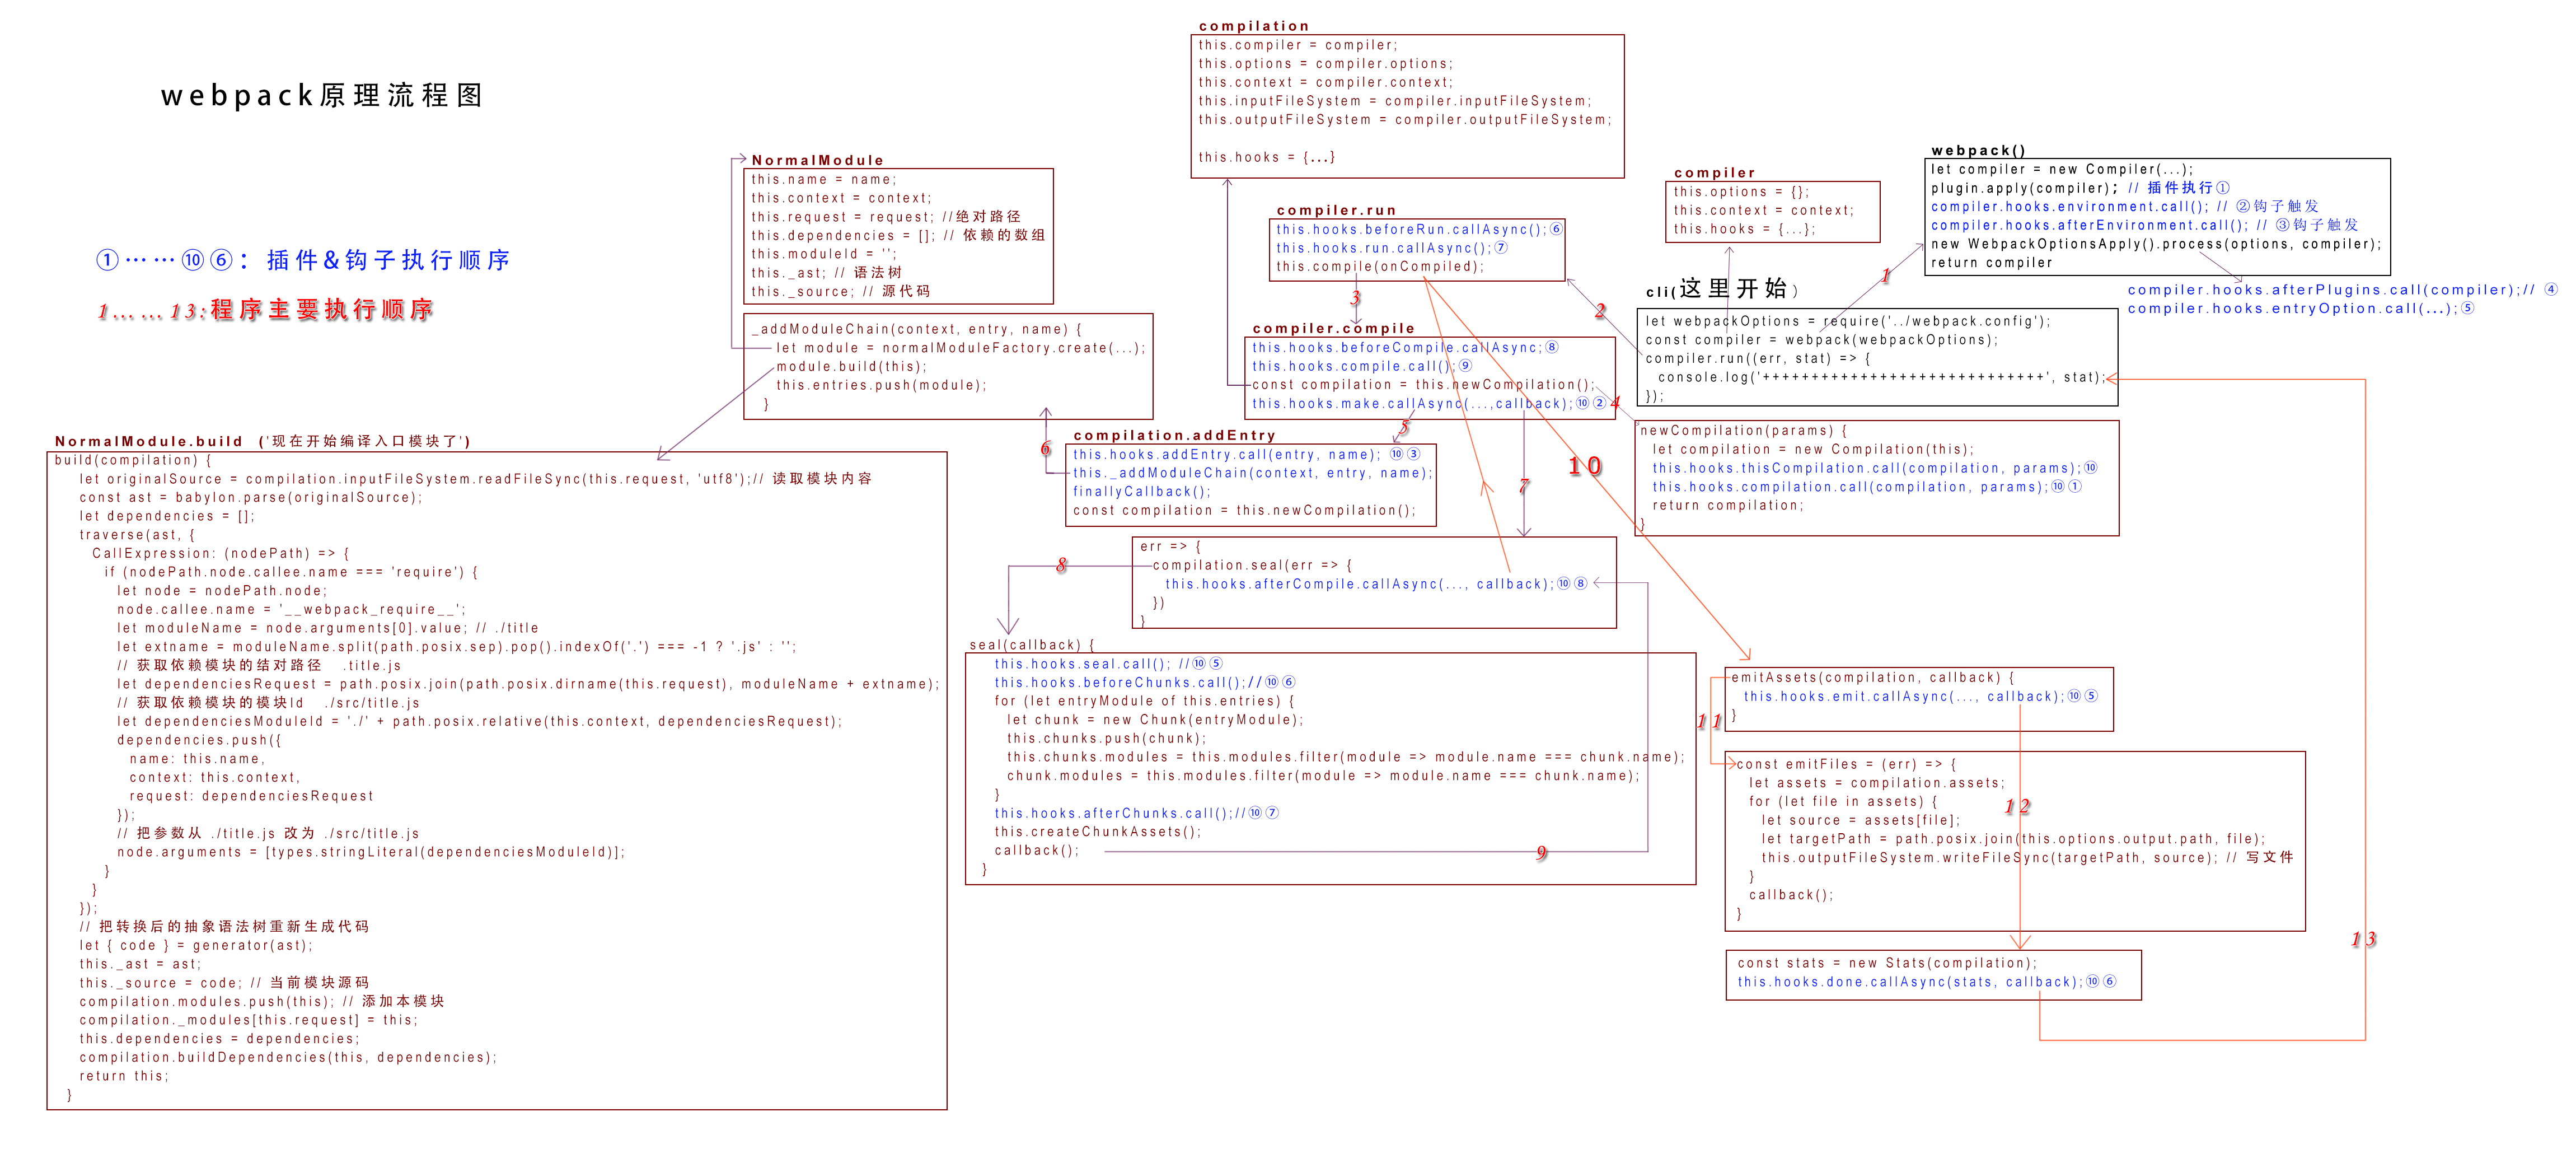 webpack原理流程图
①……⑩⑥：插件&钩子执行顺序
1……13:程序主要执行顺序
compilation
this.compiler = compiler;
this.options = compiler.options;
this.context = compiler.context;
this.inputFileSystem = compiler.inputFileSystem;
this.outputFileSystem = compiler.outputFileSystem;
this.hooks = {...}
NormalModule
this.name = name;
this.context = context;
this.request = request; //绝对路径
this.dependencies = []; // 依赖的数组
this.moduleId = '';
this._ast; // 语法树
this._source; // 源代码
_addModuleChain(context, entry, name) {
let module = normalModuleFactory.create(...);
module.build(this);
this.entries.push(module);
}
NormalModule.build ('现在开始编译入口模块了')
build(compilation) {
let originalSource = compilation.inputFileSystem.readFileSync(this.request, 'utf8');// 读取模块内容
const ast = babylon.parse(originalSource);
let dependencies = [];
traverse(ast, {
CallExpression: (nodePath) => {
if (nodePath.node.callee.name === 'require') {
let node = nodePath.node;
node.callee.name = '__webpack_require__';
let moduleName = node.arguments[0].value; // ./title
let extname = moduleName.split(path.posix.sep).pop().indexOf('.') === -1 ? '.js' : '';
// 获取依赖模块的结对路径 .title.js
let dependenciesRequest = path.posix.join(path.posix.dirname(this.request), moduleName + extname);
// 获取依赖模块的模块Id ./src/title.js
let dependenciesModuleId = './' + path.posix.relative(this.context, dependenciesRequest);
dependencies.push({
name: this.name,
context: this.context,
request: dependenciesRequest
});
// 把参数从 ./title.js 改为 ./src/title.js
node.arguments = [types.stringLiteral(dependenciesModuleId)];
}
}
});
// 把转换后的抽象语法树重新生成代码
let { code } = generator(ast);
this._ast = ast;
this._source = code; // 当前模块源码
compilation.modules.push(this); // 添加本模块
compilation._modules[this.request] = this;
this.dependencies = dependencies;
compilation.buildDependencies(this, dependencies);
return this;
}
compiler.run
this.hooks.beforeRun.callAsync();⑥
this.hooks.run.callAsync();⑦
this.compile(onCompiled);
3
compiler.compile
this.hooks.beforeCompile.callAsync;⑧
this.hooks.compile.call();⑨
const compilation = this.newCompilation();
this.hooks.make.callAsync(...,callback);⑩②
4
5
6
7
compilation.addEntry
this.hooks.addEntry.call(entry, name); ⑩③
this._addModuleChain(context, entry, name);
finallyCallback();
const compilation = this.newCompilation();
err => {
compilation.seal(err => {
this.hooks.afterCompile.callAsync(..., callback);⑩⑧
})
}
8
seal(callback) {
this.hooks.seal.call(); //⑩⑤
this.hooks.beforeChunks.call();//⑩⑥
for (let entryModule of this.entries) {
let chunk = new Chunk(entryModule);
this.chunks.push(chunk);
this.chunks.modules = this.modules.filter(module => module.name === chunk.name);
chunk.modules = this.modules.filter(module => module.name === chunk.name);
}
this.hooks.afterChunks.call();//⑩⑦
this.createChunkAssets();
callback();
}
9
compiler
this.options = {};
this.context = context;
this.hooks = {...};
webpack()
let compiler = new Compiler(...);
plugin.apply(compiler); // 插件执行①
compiler.hooks.environment.call(); // ②钩子触发
compiler.hooks.afterEnvironment.call(); // ③钩子触发
new WebpackOptionsApply().process(options, compiler);
return compiler
compiler.hooks.afterPlugins.call(compiler);// ④
compiler.hooks.entryOption.call(...);⑤
1
2
cli(这里开始)
let webpackOptions = require('../webpack.config');
const compiler = webpack(webpackOptions);
compiler.run((err, stat) => {
console.log('+++++++++++++++++++++++++++++', stat);
});
newCompilation(params) {
let compilation = new Compilation(this);
this.hooks.thisCompilation.call(compilation, params);⑩
this.hooks.compilation.call(compilation, params);⑩①
return compilation;
}
10
emitAssets(compilation, callback) {
this.hooks.emit.callAsync(..., callback);⑩⑤
}
11
const emitFiles = (err) => {
let assets = compilation.assets;
for (let file in assets) {
let source = assets[file];
let targetPath = path.posix.join(this.options.output.path, file);
this.outputFileSystem.writeFileSync(targetPath, source); // 写文件
}
callback();
}
12
const stats = new Stats(compilation);
this.hooks.done.callAsync(stats, callback);⑩⑥
13